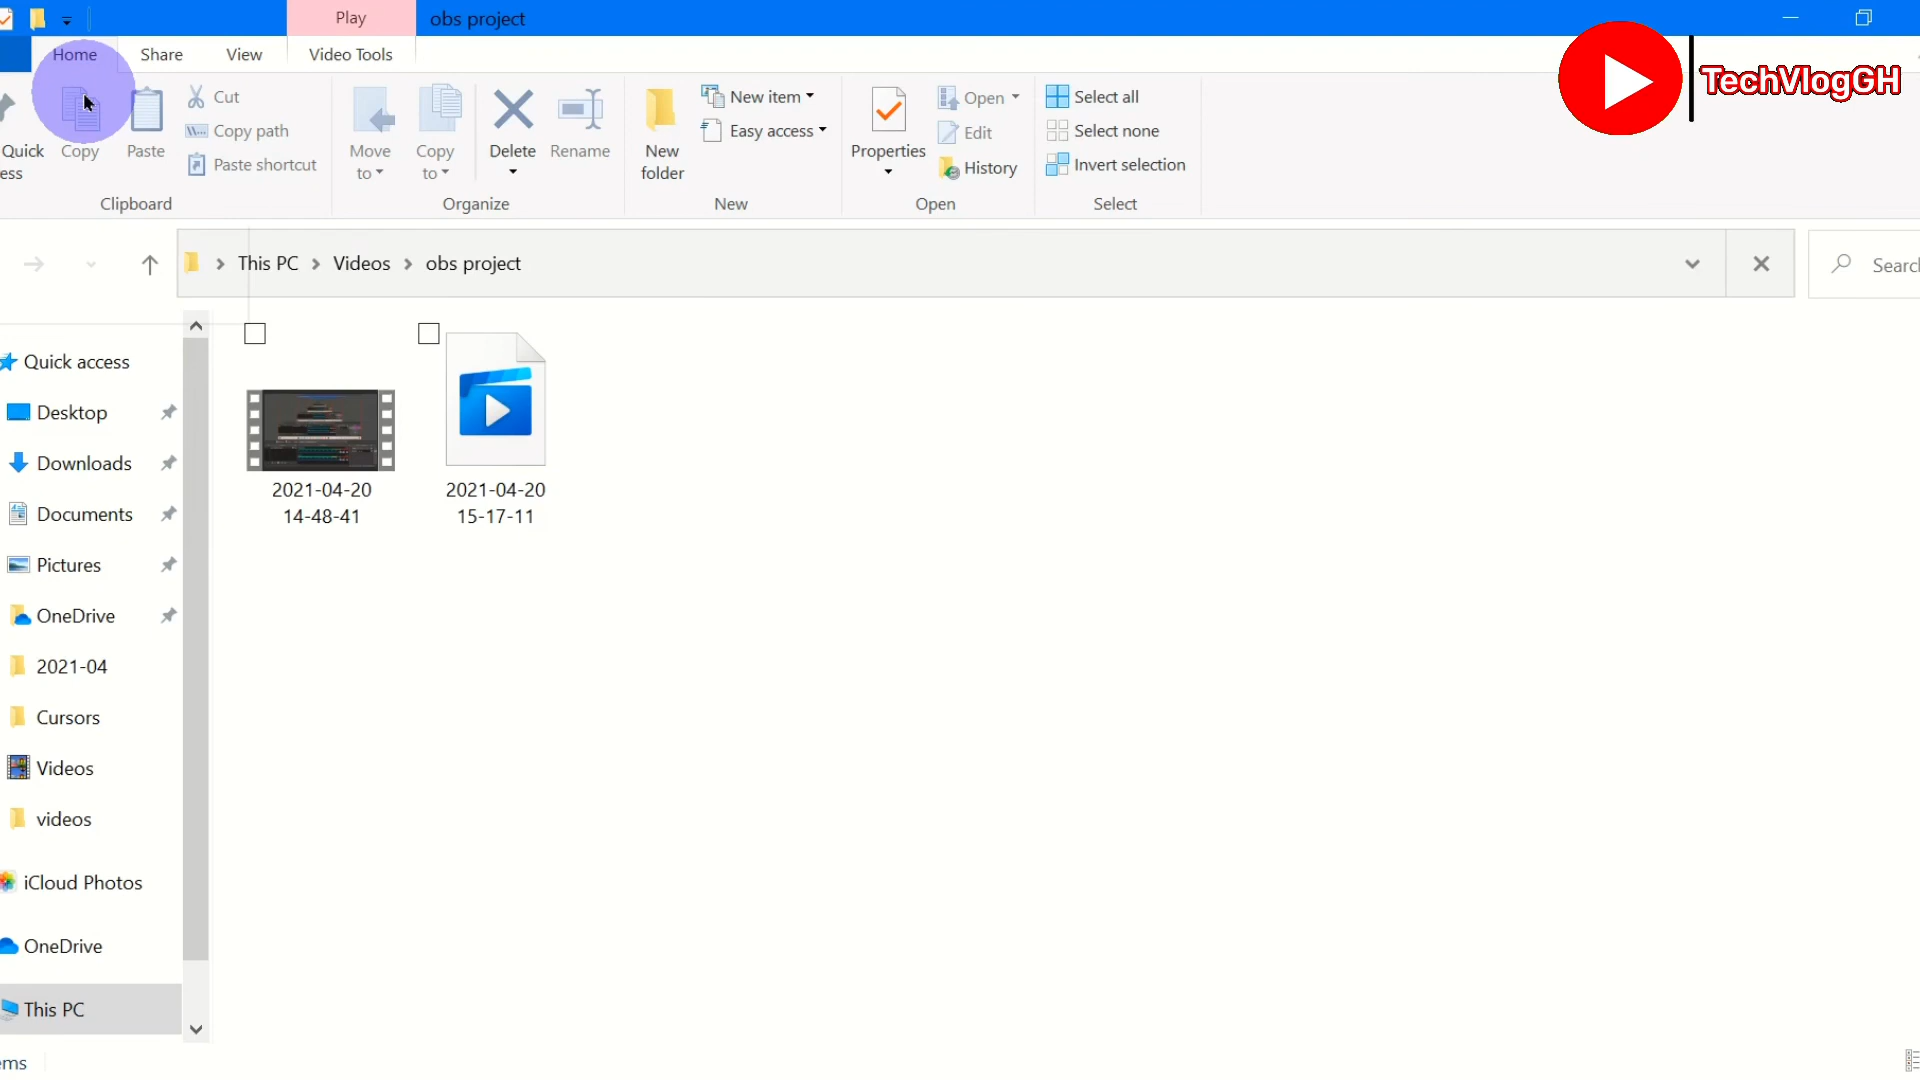 Play
obs project
Home
Share
View
Video Tools
TechVlogGH
Quick
ess
Copy
Paste
Cut
Copy path
Paste shortcut
Clipboard
Move
to
Copy
to
Delete
Rename
Organize
New
folder
New item
Easy access
New
Properties
Open
Edit
History
Open
Select all
Select none
Invert selection
Select
This PC
Videos
obs project
Search
Quick access
Desktop
Downloads
Documents
Pictures
OneDrive
2021-04
Cursors
Videos
videos
iCloud Photos
OneDrive
This PC
2021-04-20
14-48-41
2021-04-20
15-17-11
ems